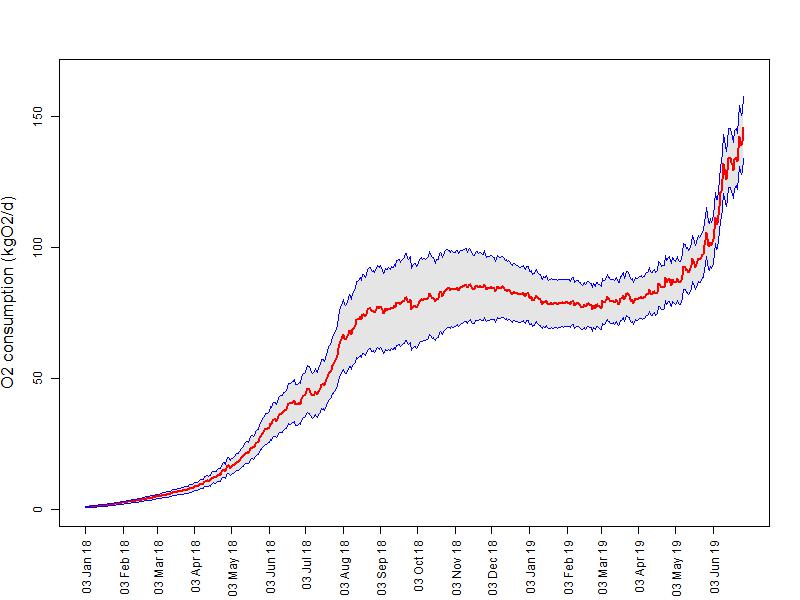 O2 consumption (kgO2/d)
150
100
50
0
03 Jan 18
03 Feb 18
03 Mar 18
03 Apr 18
03 May 18
03 Jun 18
03 Jul 18
03 Aug 18
03 Sep 18
03 Oct 18
03 Nov 18
03 Dec 18
03 Jan 19
03 Feb 19
03 Mar 19
03 Apr 19
03 May 19
03 Jun 19